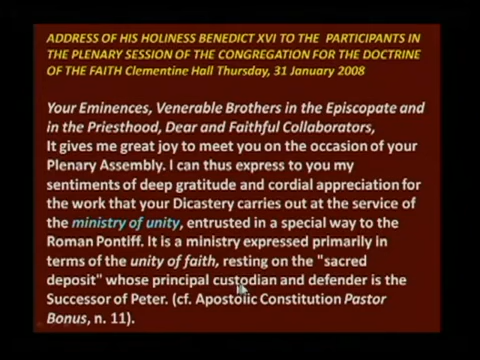 ADDRESS OF HIS HOLINESS BENEDICT XVI TO THE PARTICIPANTS IN
THE PLENARY SESSION OF THE CONGREGATION FOR THE DOCTRINE
OF THE FAITH Clementine Hall Thursday, 31 January 2008
Your Eminences, Venerable Brothers in the Episcopate and
in the Priesthood, Dear and Faithful Collaborators,
It gives me great joy to meet you on the occasion of your
Plenary Assembly. I can thus express to you my
sentiments of deep gratitude and cordial appreciation for
the work that your Dicastery carries out at the service of
the ministry of unity, entrusted in a special way to the
Roman Pontiff. It is a ministry expressed primarily in
terms of the unity of faith, resting on the "sacred
deposit" whose principal custodian and defender is the
Successor of Peter. (cf. Apostolic Constitution Pastor
Bonus, n. 11).